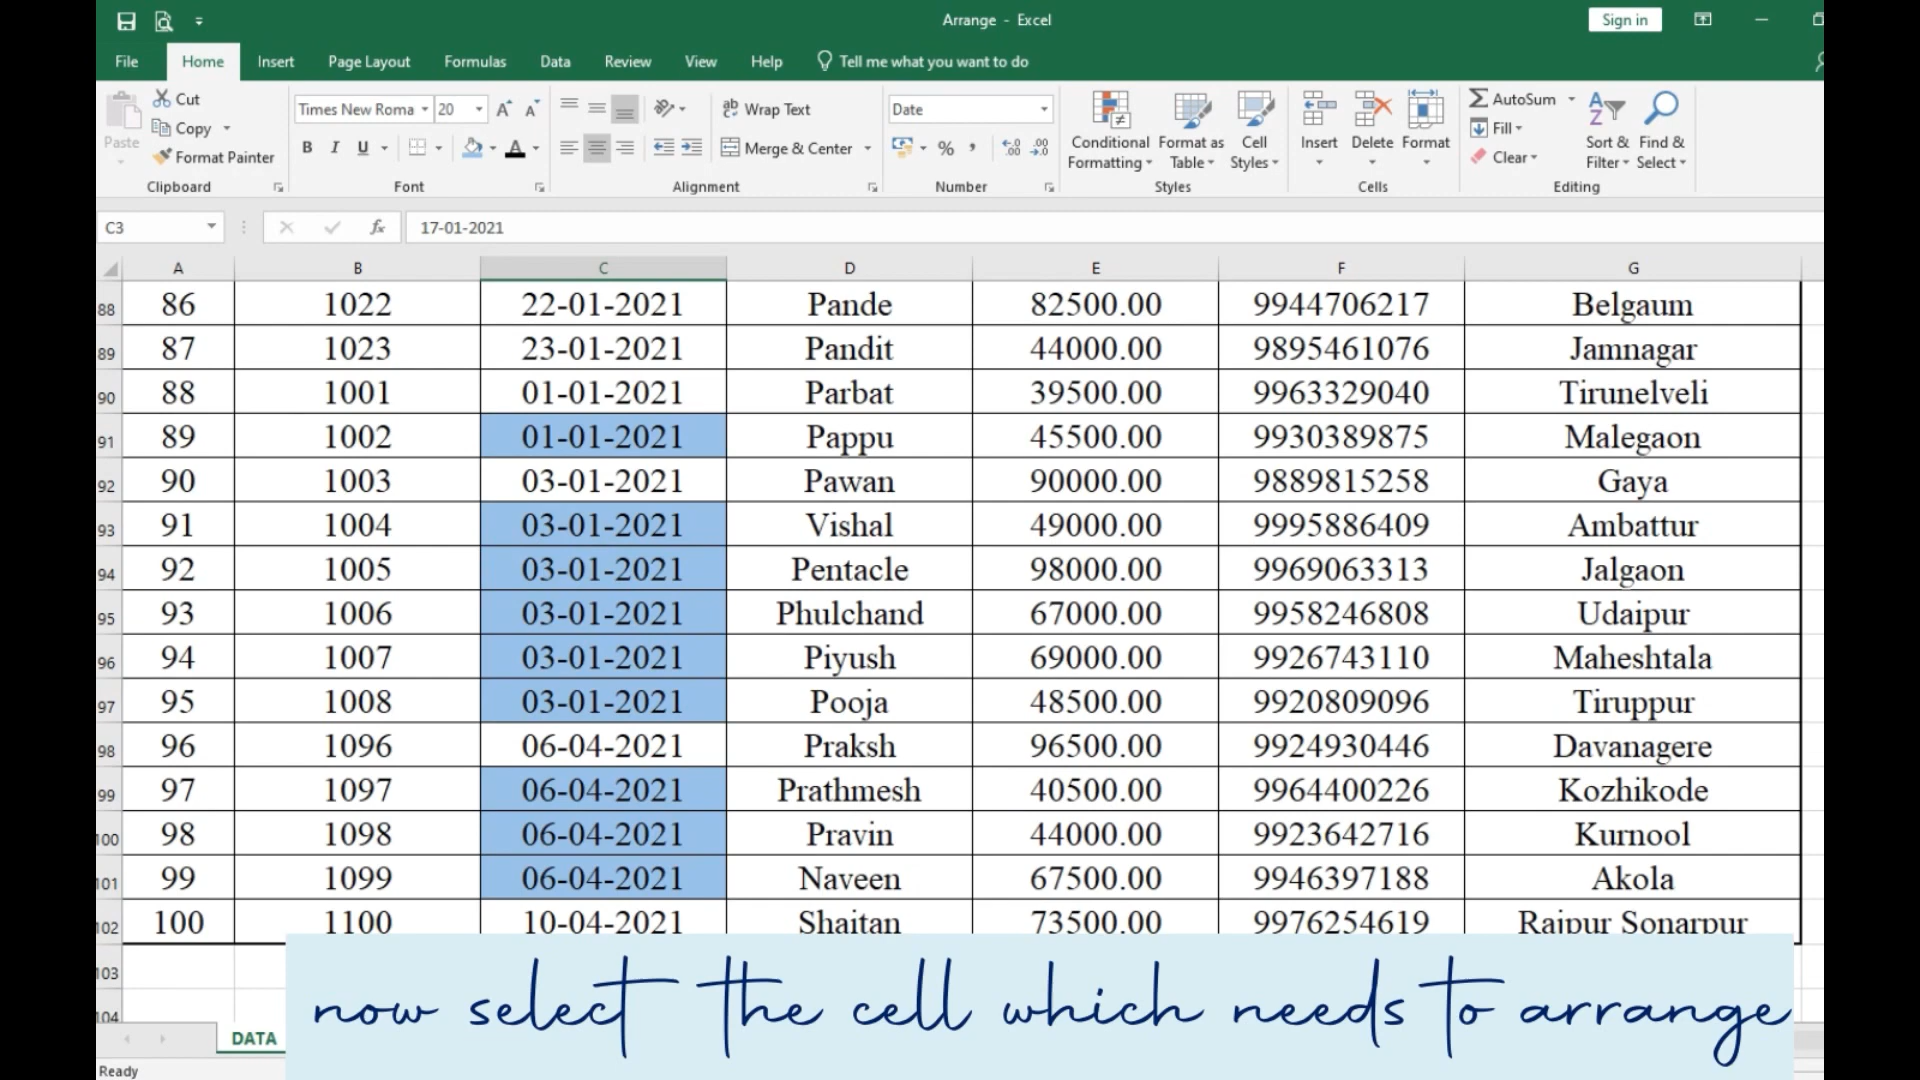 Arrange - Excel
Sign in
File Home Insert Page Layout Formulas Data Review View Help Tell me what you want to do
Paste
Cut
Copy
Format Painter
Clipboard
Times New Roma 20
B I U
Font
Wrap Text
Merge & Center
Alignment
Date
%
Number
Conditional Formatting
Format as Table
Cell Styles
Styles
Insert Delete Format
Cells
AutoSum
Fill
Clear
Sort & Filter
Find & Select
Editing
C3 fx 17-01-2021
A B C D E F G
88 86 1022 22-01-2021 Pande 82500.00 9944706217 Belgaum
89 87 1023 23-01-2021 Pandit 44000.00 9895461076 Jamnagar
90 88 1001 01-01-2021 Parbat 39500.00 9963329040 Tirunelveli
91 89 1002 01-01-2021 Pappu 45500.00 9930389875 Malegaon
92 90 1003 03-01-2021 Pawan 90000.00 9889815258 Gaya
93 91 1004 03-01-2021 Vishal 49000.00 9995886409 Ambattur
94 92 1005 03-01-2021 Pentacle 98000.00 9969063313 Jalgaon
95 93 1006 03-01-2021 Phulchand 67000.00 9958246808 Udaipur
96 94 1007 03-01-2021 Piyush 69000.00 9926743110 Maheshtala
97 95 1008 03-01-2021 Pooja 48500.00 9920809096 Tiruppur
98 96 1096 06-04-2021 Praksh 96500.00 9924930446 Davanagere
99 97 1097 06-04-2021 Prathmesh 40500.00 9964400226 Kozhikode
100 98 1098 06-04-2021 Pravin 44000.00 9923642716 Kurnool
101 99 1099 06-04-2021 Naveen 67500.00 9946397188 Akola
102 100 1100 10-04-2021 Shaitan 73500.00 9976254619 Rajpur Sonarpur
103
104
now select the cell which needs to arrange
DATA
Ready